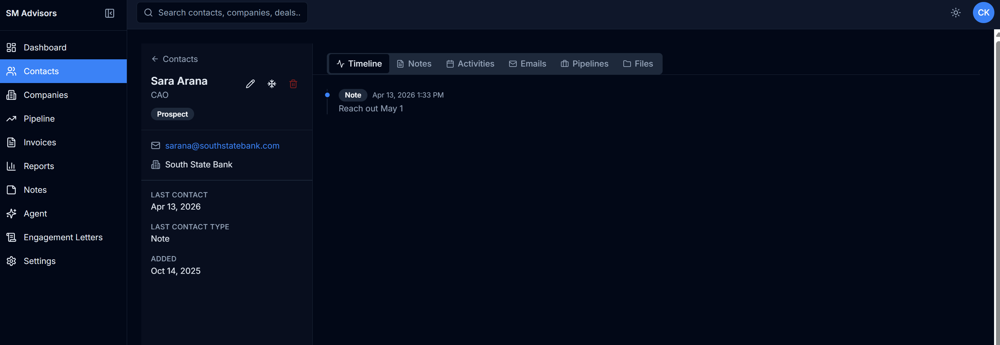 SM Advisors
Search contacts, companies, deals..
CK
Dashboard
Contacts
Companies
Pipeline
Invoices
Reports
Notes
Agent
Engagement Letters
Settings
Contacts
Sara Arana
CAO
Prospect
sarana@southstatebank.com
South State Bank
LAST CONTACT
Apr 13, 2026
LAST CONTACT TYPE
Note
ADDED
Oct 14, 2025
Timeline Notes Activities Emails Pipelines Files
Note Apr 13, 2026 1:33 PM
Reach out May 1